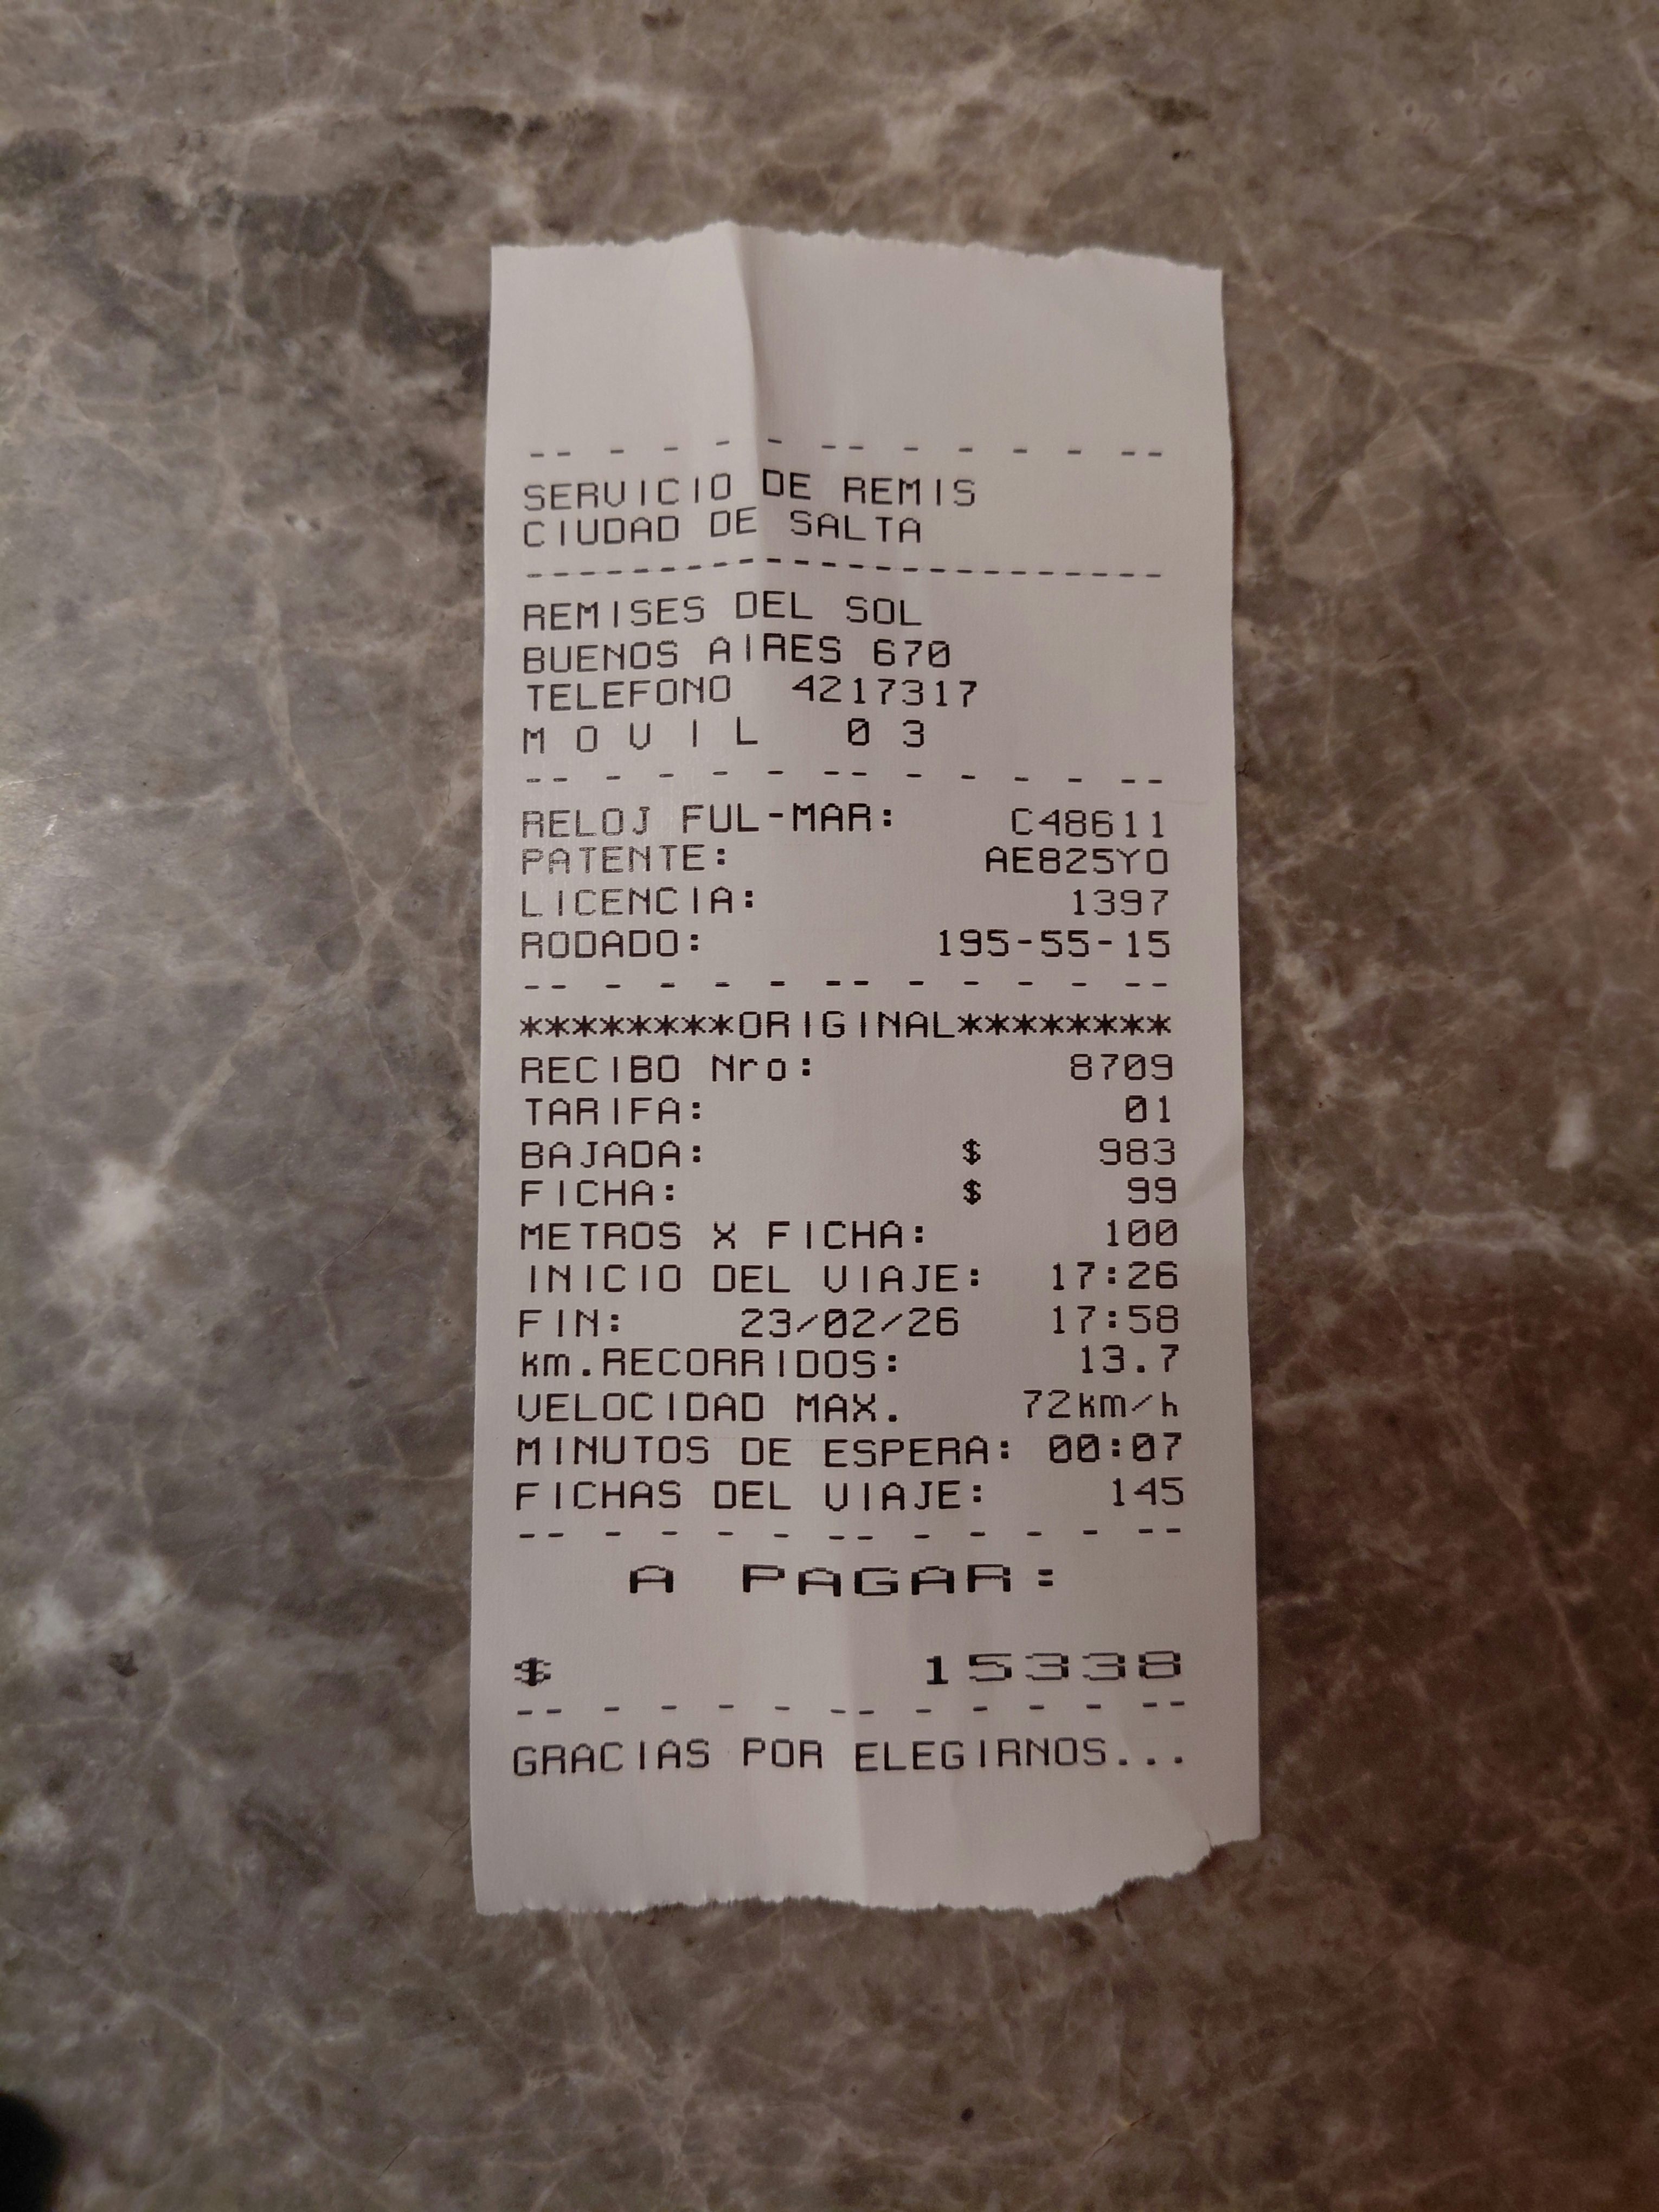 -- - - - - -- - - - - --
SERVICIO DE REMIS
CIUDAD DE SALTA
------------------------
REMISES DEL SOL
BUENOS AIRES 670
TELEFONO 4217317
M O V I L 0 3
-- - - - - -- - - - - --
RELOJ FUL-MAR: C48611
PATENTE: AE825YO
LICENCIA: 1397
RODADO: 195-55-15
-- - - - - -- - - - - --
********ORIGINAL********
RECIBO Nro: 8709
TARIFA: 01
BAJADA: $ 983
FICHA: $ 99
METROS X FICHA: 100
INICIO DEL VIAJE: 17:26
FIN: 23/02/26 17:58
km.RECORRIDOS: 13.7
VELOCIDAD MAX. 72km/h
MINUTOS DE ESPERA: 00:07
FICHAS DEL VIAJE: 145
-- - - - - -- - - - - --
A PAGAR:
$ 15338
-- - - - - -- - - - - --
GRACIAS POR ELEGIRNOS...